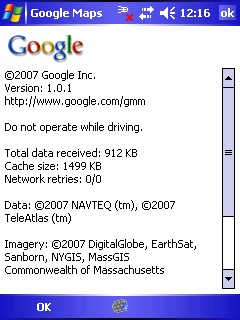 Google Maps 12:16 ok
Google
©2007 Google Inc.
Version: 1.0.1
http://www.google.com/gmm
Do not operate while driving.
Total data received: 912 KB
Cache size: 1499 KB
Network retries: 0/0
Data: ©2007 NAVTEQ (tm), ©2007
TeleAtlas (tm)
Imagery: ©2007 DigitalGlobe, EarthSat,
Sanborn, NYGIS, MassGIS
Commonwealth of Massachusetts
OK